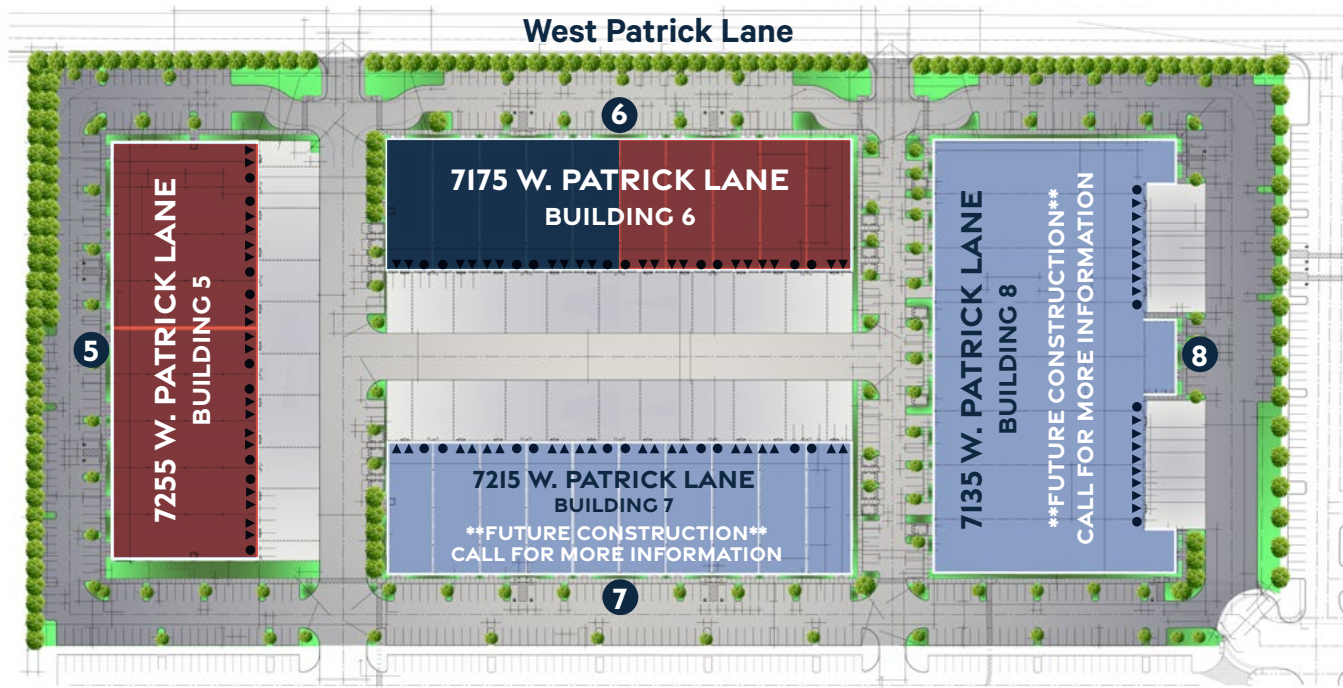 West Patrick Lane
6
7175 W. PATRICK LANE
BUILDING 6
7255 W. PATRICK LANE
BUILDING 5
5
7135 W. PATRICK LANE
BUILDING 8
**FUTURE CONSTRUCTION**
CALL FOR MORE INFORMATION
8
7215 W. PATRICK LANE
BUILDING 7
**FUTURE CONSTRUCTION**
CALL FOR MORE INFORMATION
7